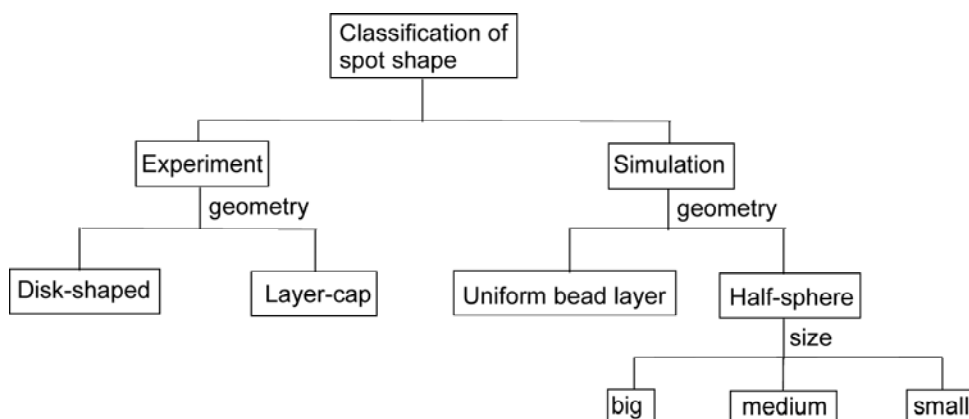 Classification of
spot shape
Experiment
Simulation
geometry
geometry
Disk-shaped
Layer-cap
Uniform bead layer
Half-sphere
size
big
medium
small